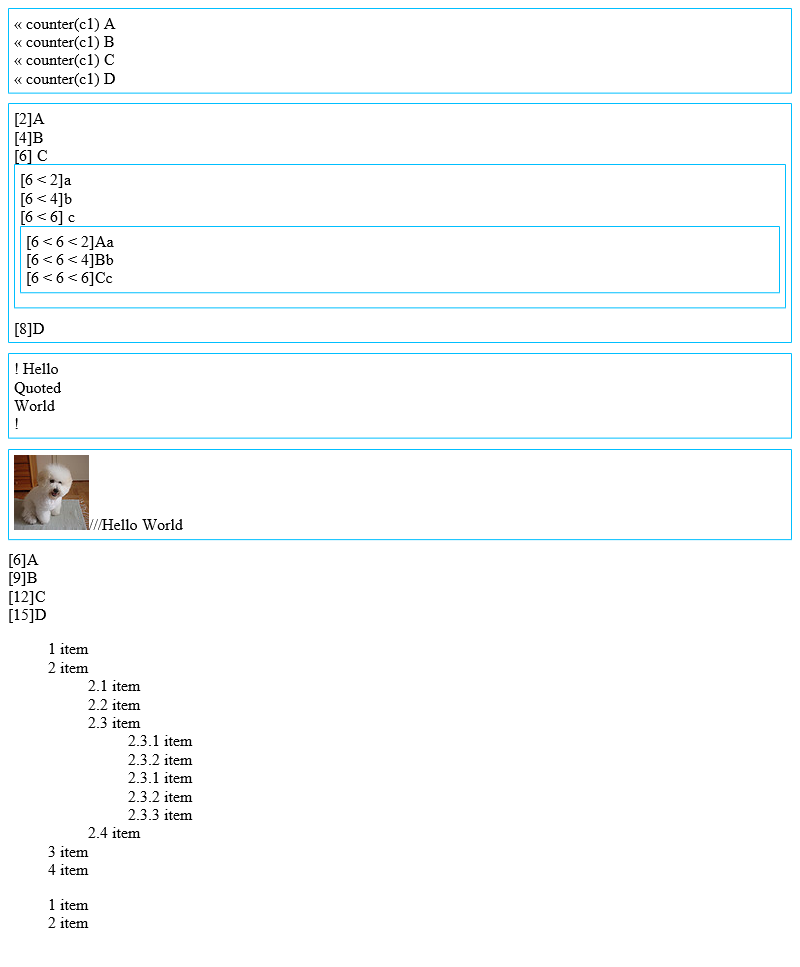 « counter(c1) A
« counter(c1) B
« counter(c1) C
« counter(c1) D
[2]A
[4]B
[6] C
[6 < 2]a
[6 < 4]b
[6 < 6] c
[6 < 6 < 2]Aa
[6 < 6 < 4]Bb
[6 < 6 < 6]Cc
[8]D
! Hello
Quoted
World
!
///Hello World
[6]A
[9]B
[12]C
[15]D
1 item
2 item
2.1 item
2.2 item
2.3 item
2.3.1 item
2.3.2 item
2.3.1 item
2.3.2 item
2.3.3 item
2.4 item
3 item
4 item
1 item
2 item